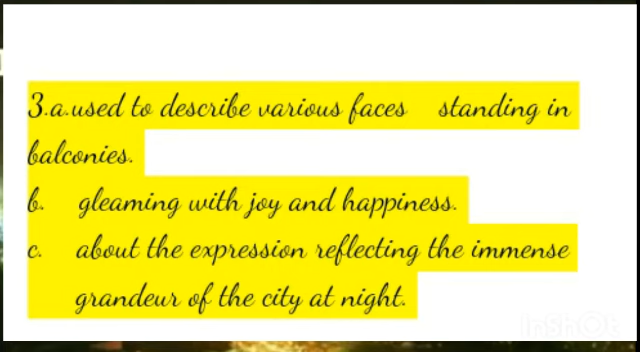 3.a.used to describe various faces standing in
balconies.
b. gleaming with joy and happiness.
c. about the expression reflecting the immense
grandeur of the city at night.
InShOt